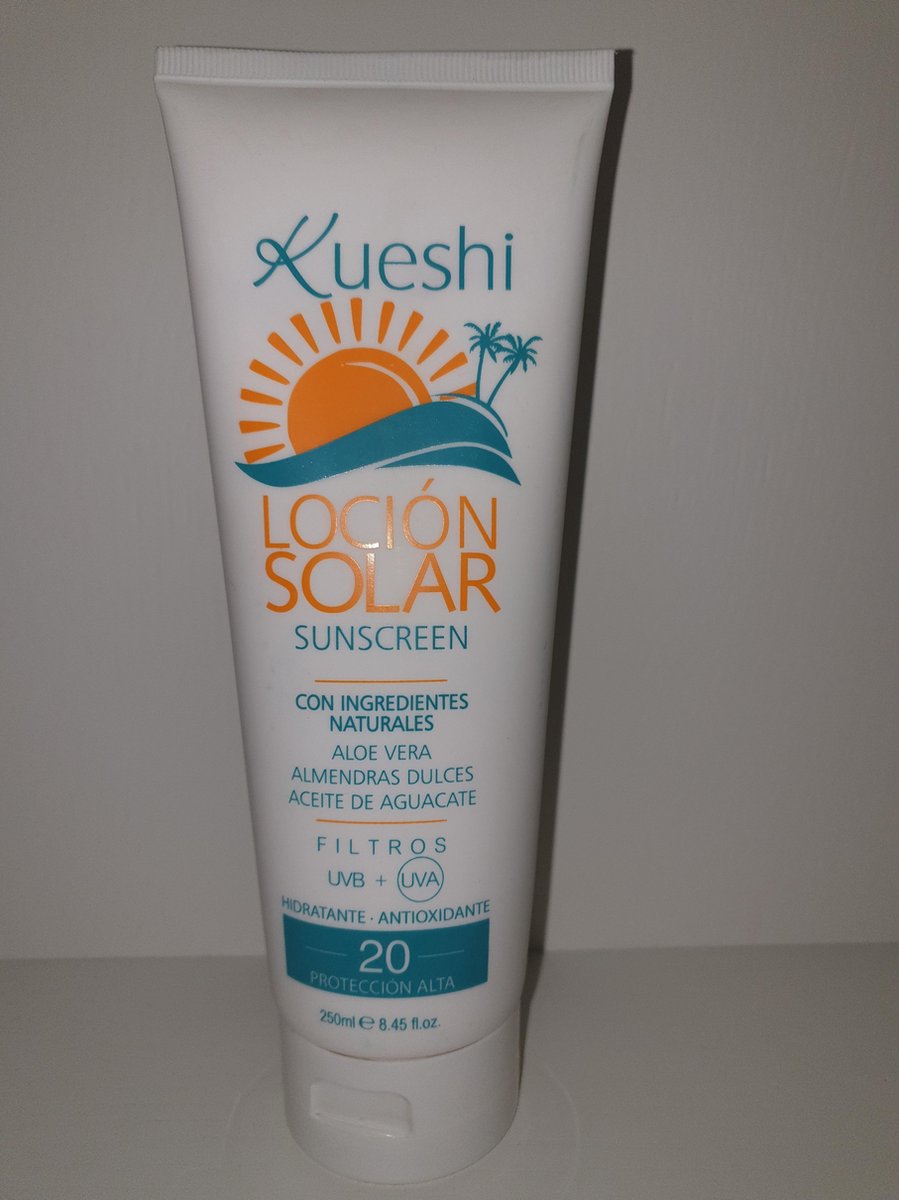 Kueshi
LOCIÓN
SOLAR
SUNSCREEN
CON INGREDIENTES
NATURALES
ALOE VERA
ALMENDRAS DULCES
ACEITE DE AGUACATE
FILTROS
UVB + UVA
HIDRATANTE · ANTIOXIDANTE
20
PROTECCIÓN ALTA
250ml ℮ 8.45 fl.oz.